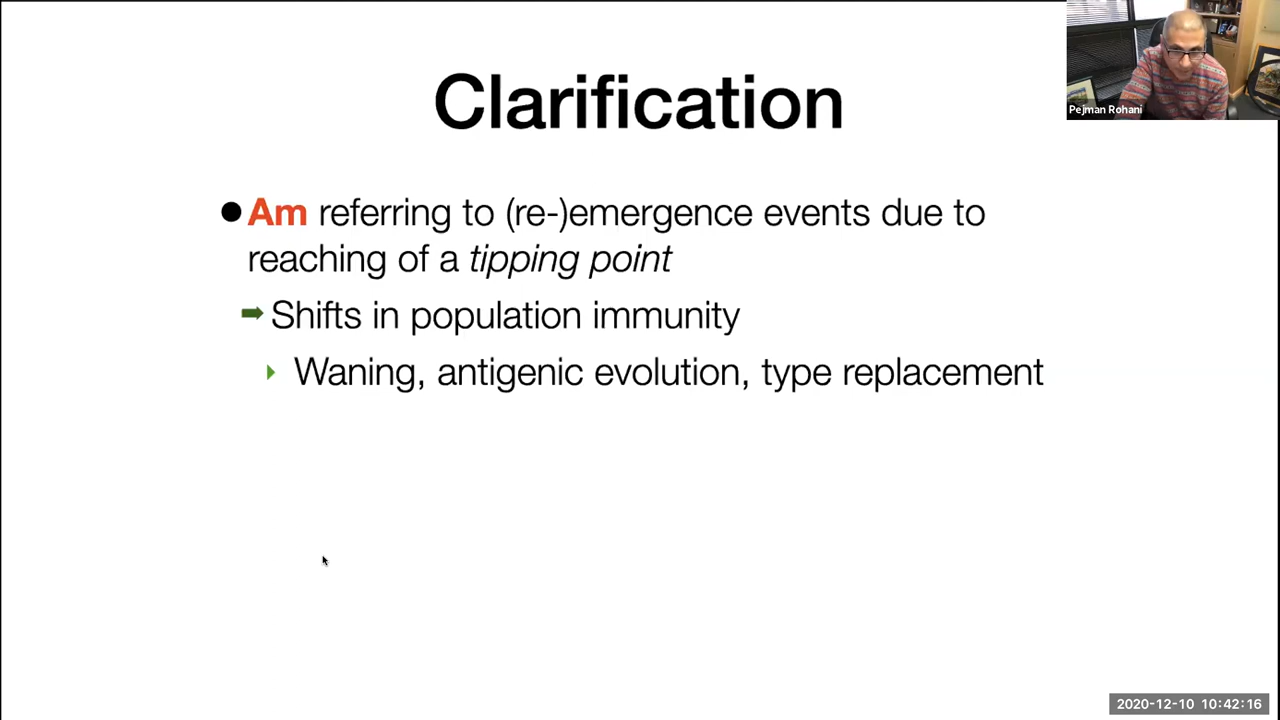 Clarification
Pejman Rohani
●Am referring to (re-)emergence events due to
reaching of a tipping point
➡Shifts in population immunity
‣ Waning, antigenic evolution, type replacement
2020-12-10 10:42:16